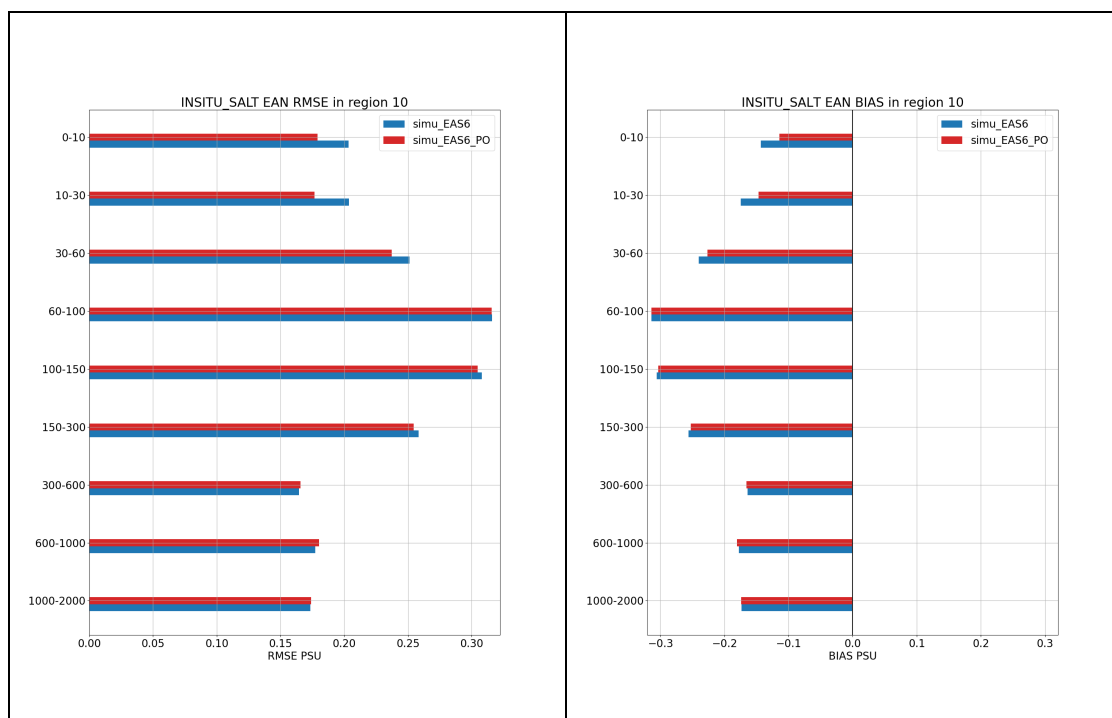 INSITU_SALT EAN RMSE in region 10
simu_EAS6
simu_EAS6_PO
0-10
10-30
30-60
60-100
100-150
150-300
300-600
600-1000
1000-2000
0.00 0.05 0.10 0.15 0.20 0.25 0.30
RMSE PSU
INSITU_SALT EAN BIAS in region 10
simu_EAS6
simu_EAS6_PO
0-10
10-30
30-60
60-100
100-150
150-300
300-600
600-1000
1000-2000
−0.3 −0.2 −0.1 0.0 0.1 0.2 0.3
BIAS PSU